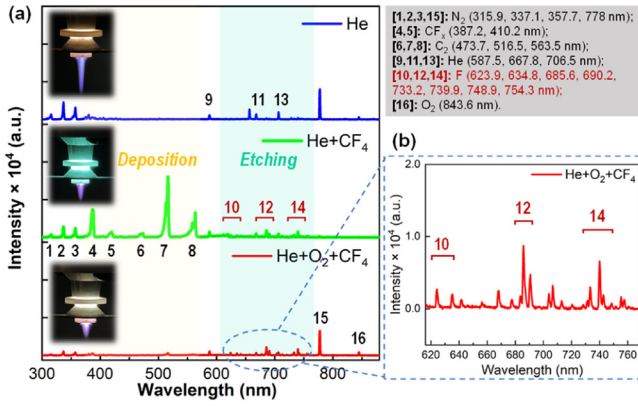 (a)
He
9
11
13
He+CF₄
Deposition
Etching
10
12
14
1 2 3 4 5 6 7 8
He+O₂+CF₄
15
16
Intensity × 10⁴ (a.u.)
300 400 500 600 700 800
Wavelength (nm)
[1,2,3,15]: N₂ (315.9, 337.1, 357.7, 778 nm);
[4,5]: CFₓ (387.2, 410.2 nm);
[6,7,8]: C₂ (473.7, 516.5, 563.5 nm);
[9,11,13]: He (587.5, 667.8, 706.5 nm);
[10,12,14]: F (623.9, 634.8, 685.6, 690.2,
733.2, 739.9, 748.9, 754.3 nm);
[16]: O₂ (843.6 nm).
(b)
He+O₂+CF₄
10
12
14
Intensity × 10⁴ (a.u.)
2.0
1.0
0.0
620 640 660 680 700 720 740 760
Wavelength (nm)